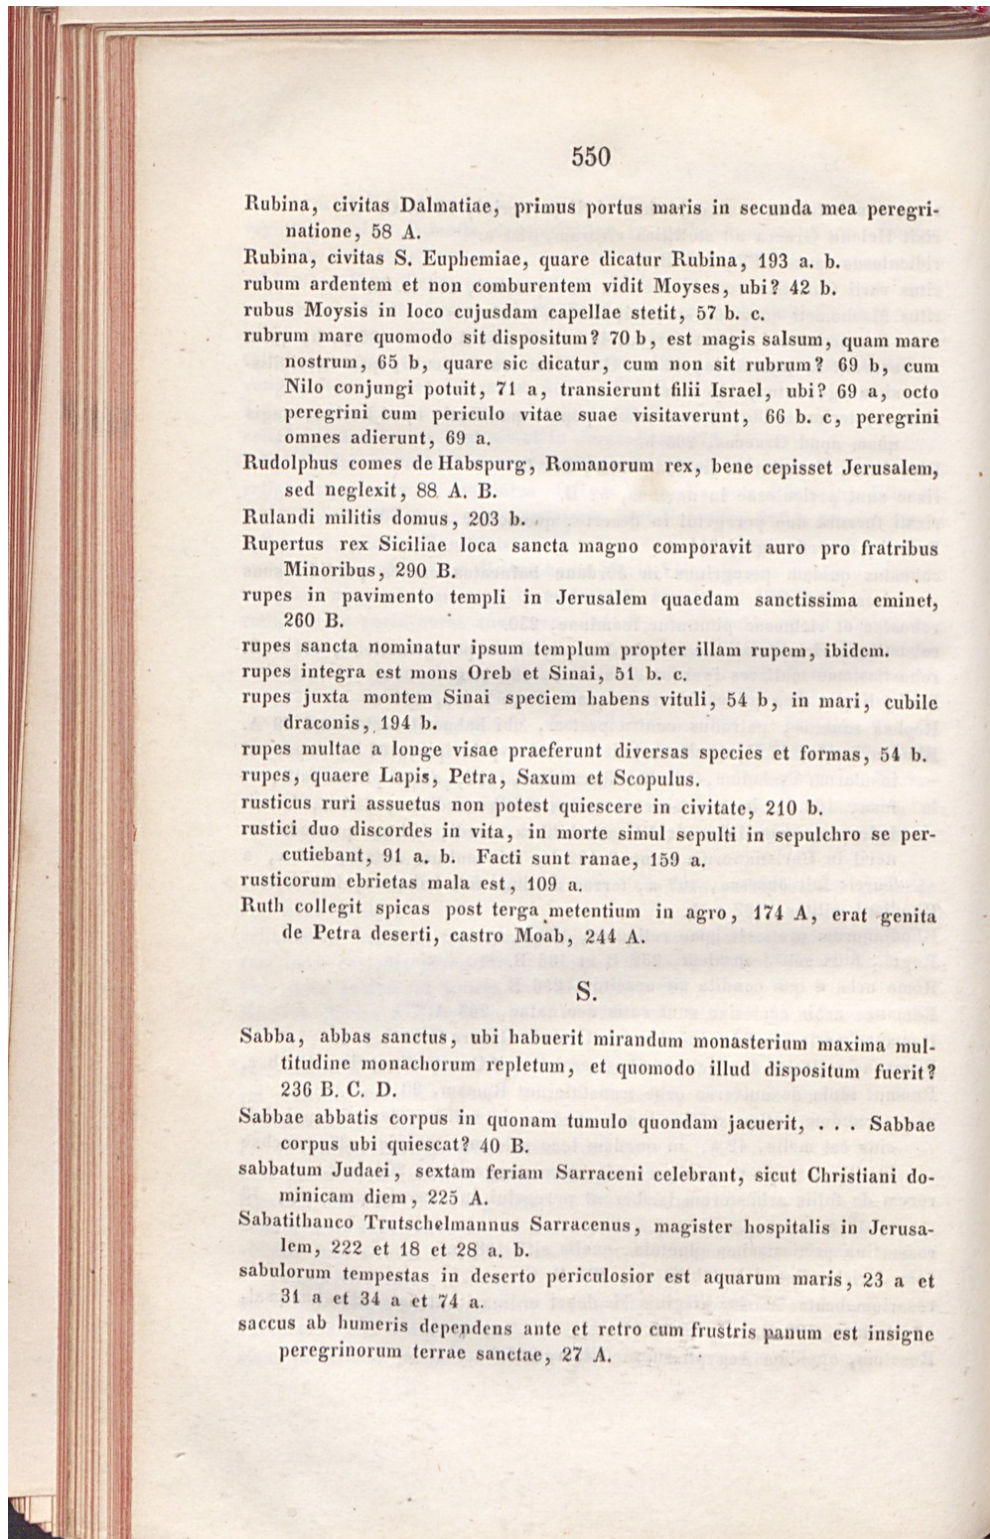 550
Rubina, civitas Dalmatiae, primus portus maris in secunda mea peregri-
natione, 58 A.
Rubina, civitas S. Euphemiae, quare dicatur Rubina, 193 a. b.
rubum ardentem et non comburentem vidit Moyses, ubi? 42 b.
rubus Moysis in loco cujusdam capellae stetit, 57 b. c.
rubrum mare quomodo sit dispositum? 70 b, est magis salsum, quam mare
nostrum, 65 b, quare sic dicatur, cum non sit rubrum? 69 b, cum
Nilo conjungi potuit, 71 a, transierunt filii Israel, ubi? 69 a, octo
peregrini cum periculo vitae suae visitaverunt, 66 b. c, peregrini
omnes adierunt, 69 a.
Rudolphus comes de Habspurg, Romanorum rex, bene cepisset Jerusalem,
sed neglexit, 88 A. B.
Rulandi militis domus, 203 b.
Rupertus rex Siciliae loca sancta magno comporavit auro pro fratribus
Minoribus, 290 B.
rupes in pavimento templi in Jerusalem quaedam sanctissima eminet,
260 B.
rupes sancta nominatur ipsum templum propter illam rupem, ibidem.
rupes integra est mons Oreb et Sinai, 51 b. c.
rupes juxta montem Sinai speciem habens vituli, 54 b, in mari, cubile
draconis, 194 b.
rupes multae a longe visae praeferunt diversas species et formas, 54 b.
rupes, quaere Lapis, Petra, Saxum et Scopulus.
rusticus ruri assuetus non potest quiescere in civitate, 210 b.
rustici duo discordes in vita, in morte simul sepulti in sepulchro se per-
cutiebant, 91 a. b. Facti sunt ranae, 159 a.
rusticorum ebrietas mala est, 109 a.
Ruth collegit spicas post terga metentium in agro, 174 A, erat genita
de Petra deserti, castro Moab, 244 A.
S.
Sabba, abbas sanctus, ubi habuerit mirandum monasterium maxima mul-
titudine monachorum repletum, et quomodo illud dispositum fuerit?
236 B. C. D.
Sabbae abbatis corpus in quonam tumulo quondam jacuerit, . . . Sabbae
corpus ubi quiescat? 40 B.
sabbatum Judaei, sextam feriam Sarraceni celebrant, sicut Christiani do-
minicam diem, 225 A.
Sabatithanco Trutschelmannus Sarracenus, magister hospitalis in Jerusa-
lem, 222 et 18 et 28 a. b.
sabulorum tempestas in deserto periculosior est aquarum maris, 23 a et
31 a et 34 a et 74 a.
saccus ab humeris dependens ante et retro cum frustris panum est insigne
peregrinorum terrae sanctae, 27 A.